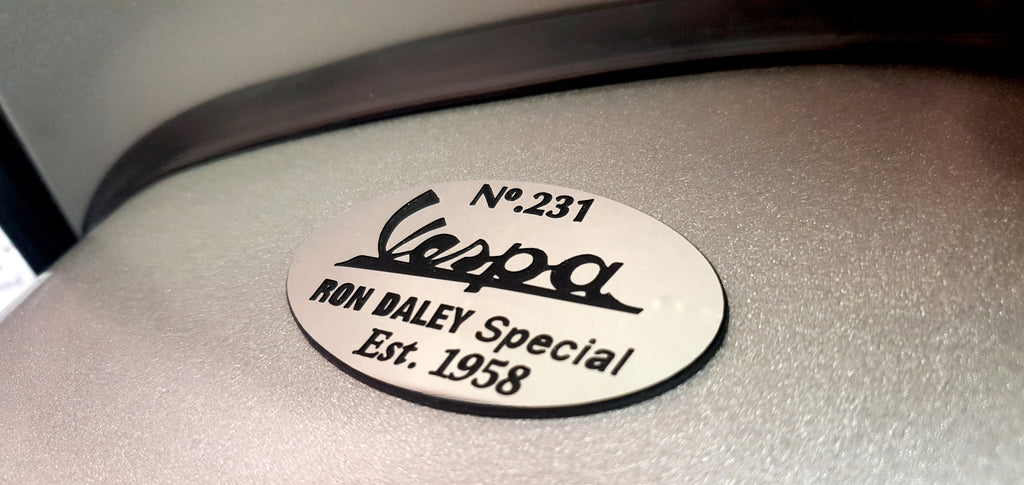 Nº.231
Vespa
RON DALEY Special
Est. 1958